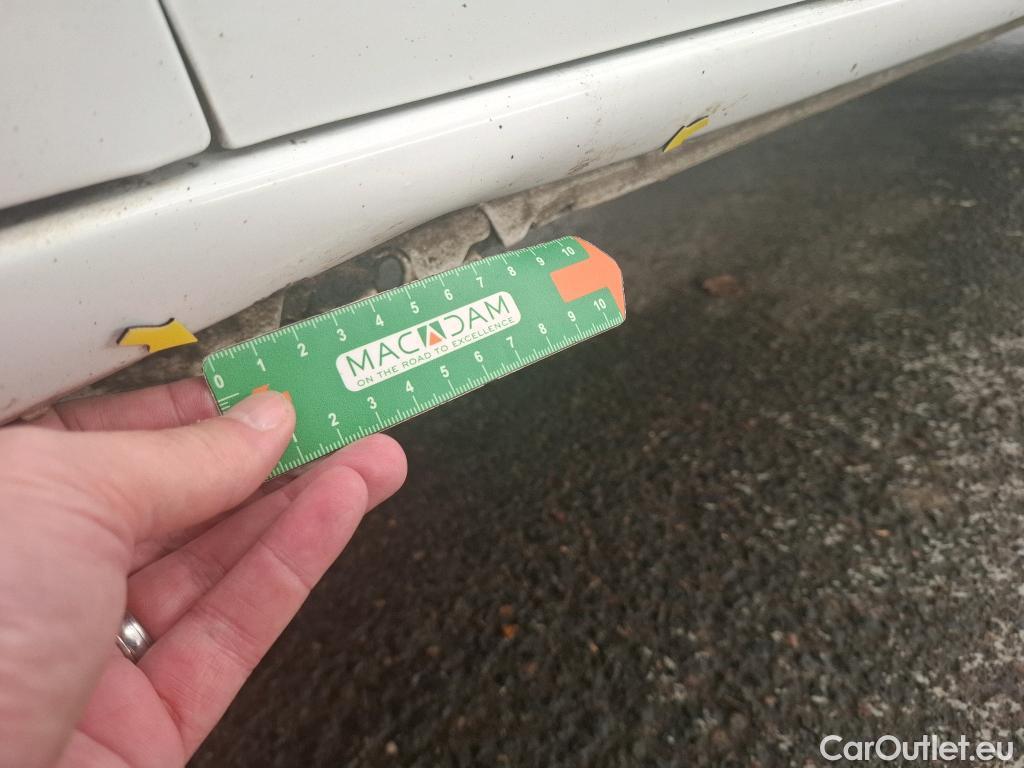 0 1 2 3 4 5 6 7 8 9 10
MACADAM
ON THE ROAD TO EXCELLENCE
1 2 3 4 5 6 7 8 9 10
CarOutlet.eu